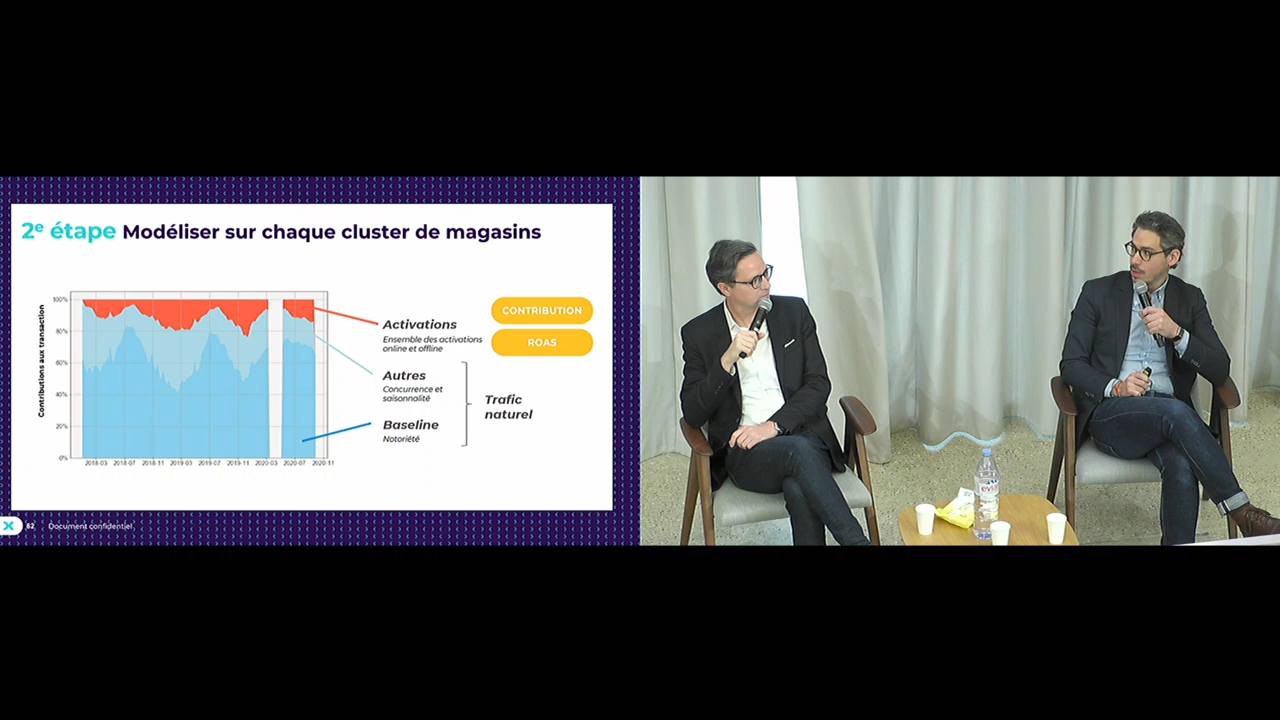 2e étape Modéliser sur chaque cluster de magasins
Contributions aux transaction
100%
80%
60%
40%
20%
0%
2018-03 2018-07 2018-11 2019-03 2019-07 2019-11 2020-03 2020-07 2020-11
Activations
Ensemble des activations
online et offline
Autres
Concurrence et
saisonnalité
Baseline
Notoriété
Trafic
naturel
CONTRIBUTION
ROAS
62 Document confidentiel
evian